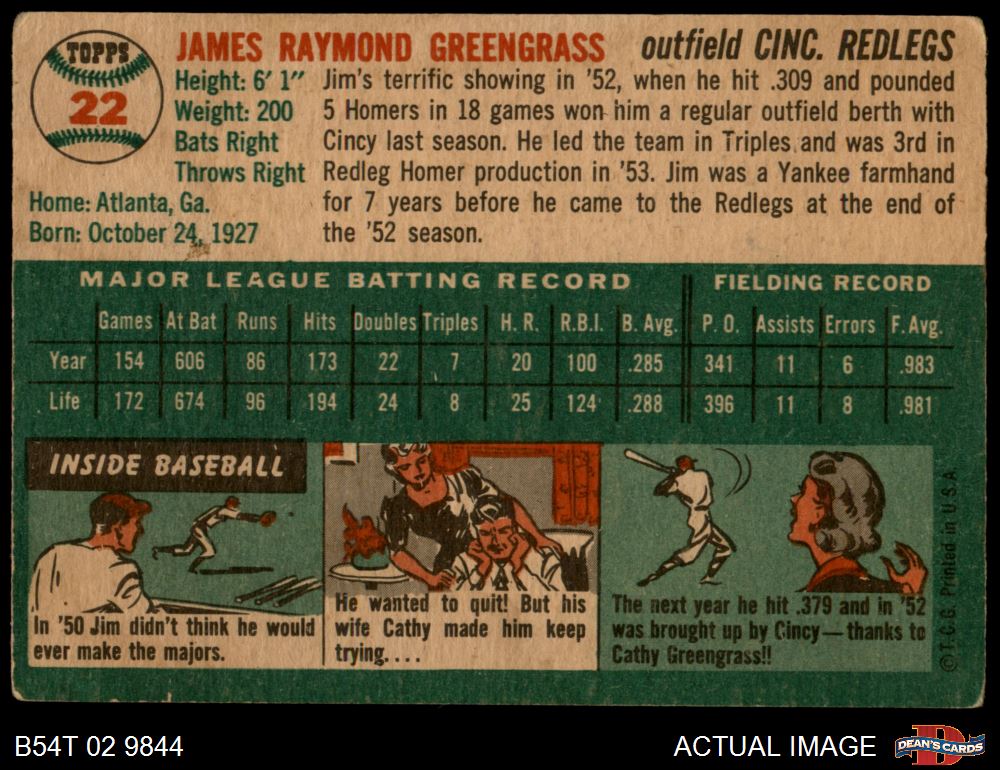 TOPPS
22
JAMES RAYMOND GREENGRASS outfield CINC. REDLEGS
Height: 6' 1"
Weight: 200
Bats Right
Throws Right
Home: Atlanta, Ga.
Born: October 24, 1927
Jim's terrific showing in '52, when he hit .309 and pounded
5 Homers in 18 games won him a regular outfield berth with
Cincy last season. He led the team in Triples and was 3rd in
Redleg Homer production in '53. Jim was a Yankee farmhand
for 7 years before he came to the Redlegs at the end of
the '52 season.
MAJOR LEAGUE BATTING RECORD FIELDING RECORD
Games At Bat Runs Hits Doubles Triples H. R. R.B.I. B. Avg. P. O. Assists Errors F. Avg.
Year 154 606 86 173 22 7 20 100 .285 341 11 6 .983
Life 172 674 96 194 24 8 25 124 .288 396 11 8 .981
INSIDE BASEBALL
In '50 Jim didn't think he would
ever make the majors.
He wanted to quit! But his
wife Cathy made him keep
trying....
The next year he hit .379 and in '52
was brought up by Cincy—thanks to
Cathy Greengrass!!
© T.C.G. Printed in U.S.A.
B54T 02 9844
ACTUAL IMAGE
D
DEAN'S CARDS